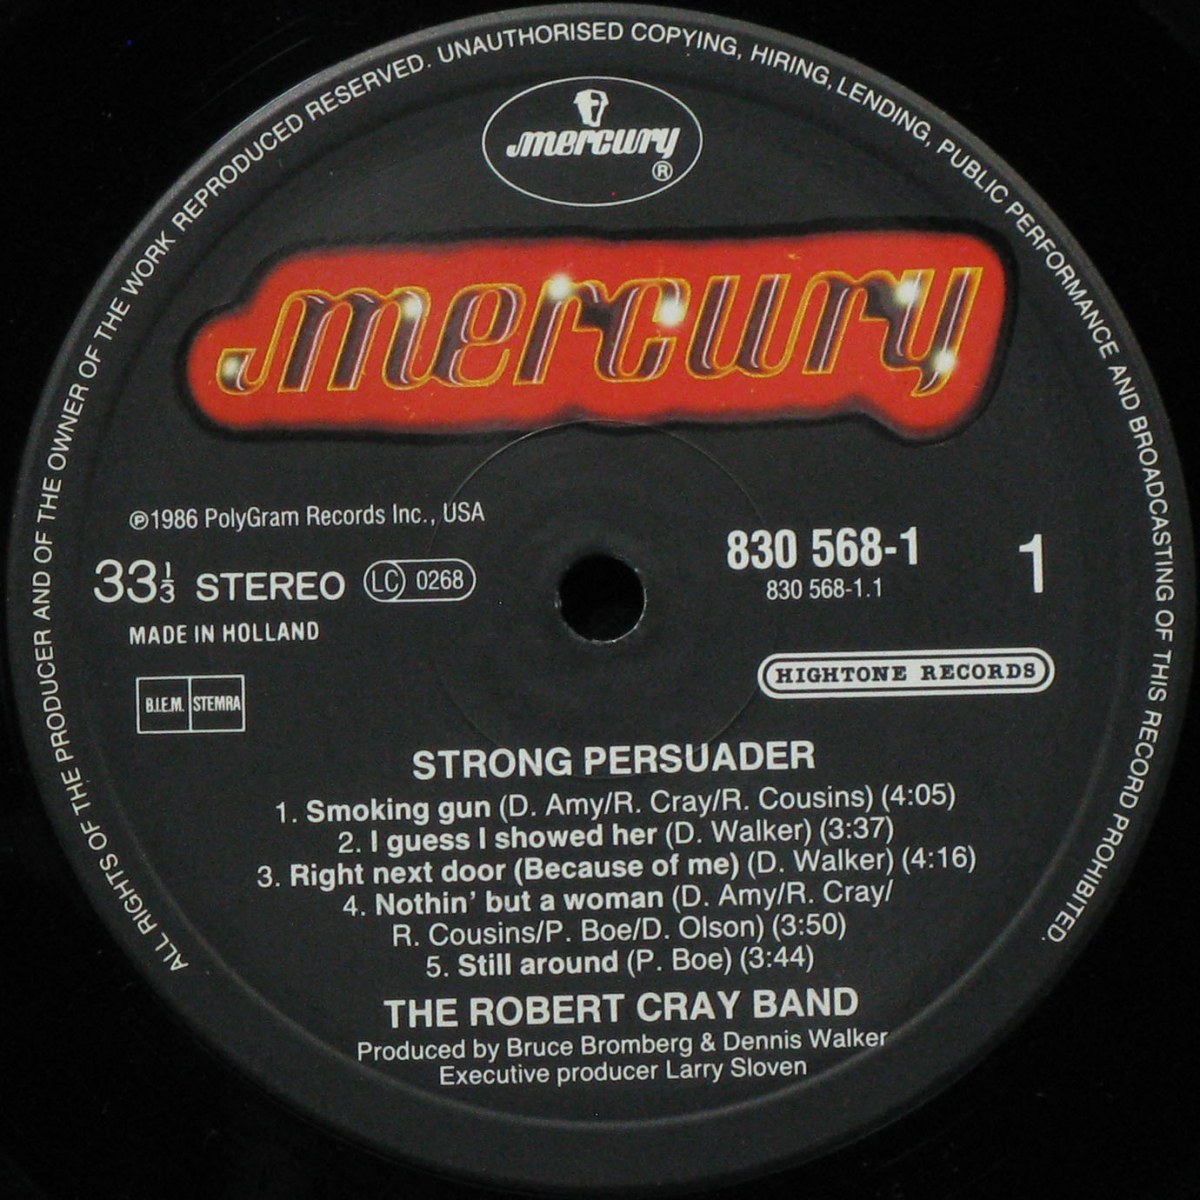 ALL RIGHTS OF THE PRODUCER AND OF THE OWNER OF THE WORK REPRODUCED RESERVED. UNAUTHORISED COPYING, HIRING, LENDING, PUBLIC PERFORMANCE AND BROADCASTING OF THIS RECORD PROHIBITED.
mercury
®
mercury
℗1986 PolyGram Records Inc., USA
33⅓ STEREO LC 0268
MADE IN HOLLAND
B.I.E.M. STEMRA
830 568-1
830 568-1.1
1
HIGHTONE RECORDS
STRONG PERSUADER
1. Smoking gun (D. Amy/R. Cray/R. Cousins) (4:05)
2. I guess I showed her (D. Walker) (3:37)
3. Right next door (Because of me) (D. Walker) (4:16)
4. Nothin' but a woman (D. Amy/R. Cray/
R. Cousins/P. Boe/D. Olson) (3:50)
5. Still around (P. Boe) (3:44)
THE ROBERT CRAY BAND
Produced by Bruce Bromberg & Dennis Walker
Executive producer Larry Sloven